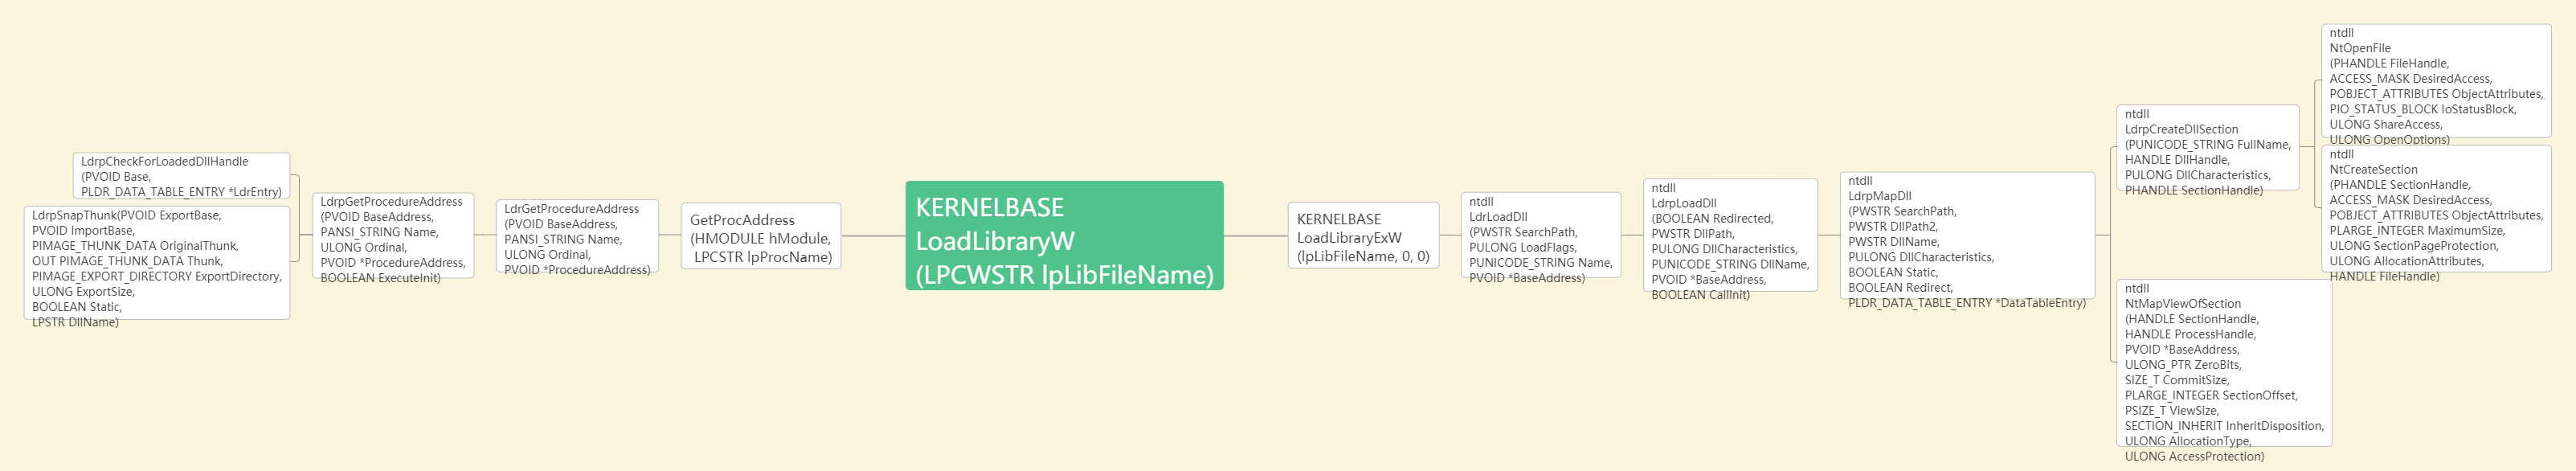 LdrpCheckForLoadedDllHandle
(PVOID Base,
PLDR_DATA_TABLE_ENTRY *LdrEntry)
LdrpSnapThunk(PVOID ExportBase,
PVOID ImportBase,
PIMAGE_THUNK_DATA OriginalThunk,
OUT PIMAGE_THUNK_DATA Thunk,
PIMAGE_EXPORT_DIRECTORY ExportDirectory,
ULONG ExportSize,
BOOLEAN Static,
LPSTR DllName)
LdrpGetProcedureAddress
(PVOID BaseAddress,
PANSI_STRING Name,
ULONG Ordinal,
PVOID *ProcedureAddress,
BOOLEAN ExecuteInit)
LdrGetProcedureAddress
(PVOID BaseAddress,
PANSI_STRING Name,
ULONG Ordinal,
PVOID *ProcedureAddress)
GetProcAddress
(HMODULE hModule,
LPCSTR lpProcName)
KERNELBASE
LoadLibraryW
(LPCWSTR lpLibFileName)
KERNELBASE
LoadLibraryExW
(lpLibFileName, 0, 0)
ntdll
LdrLoadDll
(PWSTR SearchPath,
PULONG LoadFlags,
PUNICODE_STRING Name,
PVOID *BaseAddress)
ntdll
LdrpLoadDll
(BOOLEAN Redirected,
PWSTR DllPath,
PULONG DllCharacteristics,
PUNICODE_STRING DllName,
PVOID *BaseAddress,
BOOLEAN CallInit)
ntdll
LdrpMapDll
(PWSTR SearchPath,
PWSTR DllPath2,
PWSTR DllName,
PULONG DllCharacteristics,
BOOLEAN Static,
BOOLEAN Redirect,
PLDR_DATA_TABLE_ENTRY *DataTableEntry)
ntdll
LdrpCreateDllSection
(PUNICODE_STRING FullName,
HANDLE DllHandle,
PULONG DllCharacteristics,
PHANDLE SectionHandle)
ntdll
NtOpenFile
(PHANDLE FileHandle,
ACCESS_MASK DesiredAccess,
POBJECT_ATTRIBUTES ObjectAttributes,
PIO_STATUS_BLOCK IoStatusBlock,
ULONG ShareAccess,
ULONG OpenOptions)
ntdll
NtCreateSection
(PHANDLE SectionHandle,
ACCESS_MASK DesiredAccess,
POBJECT_ATTRIBUTES ObjectAttributes,
PLARGE_INTEGER MaximumSize,
ULONG SectionPageProtection,
ULONG AllocationAttributes,
HANDLE FileHandle)
ntdll
NtMapViewOfSection
(HANDLE SectionHandle,
HANDLE ProcessHandle,
PVOID *BaseAddress,
ULONG_PTR ZeroBits,
SIZE_T CommitSize,
PLARGE_INTEGER SectionOffset,
PSIZE_T ViewSize,
SECTION_INHERIT InheritDisposition,
ULONG AllocationType,
ULONG AccessProtection)